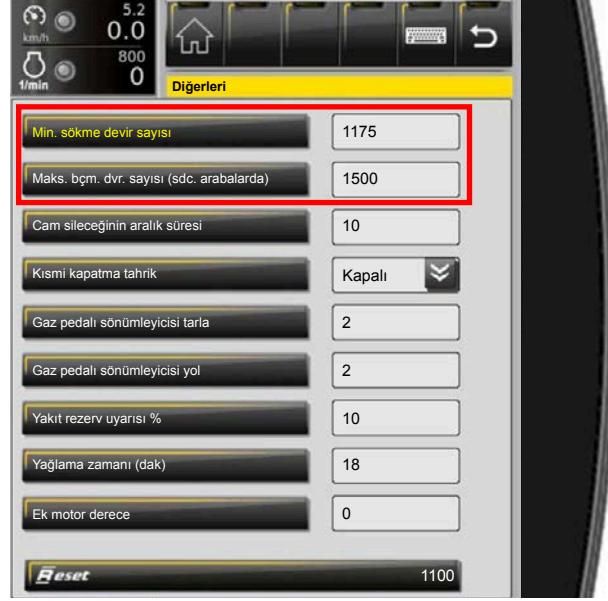 5.2
km/h 0.0
800
1/min 0
Diğerleri
Min. sökme devir sayısı 1175
Maks. bçm. dvr. sayısı (sdc. arabalarda) 1500
Cam sileceğinin aralık süresi 10
Kısmi kapatma tahrik Kapalı
Gaz pedalı sönümleyicisi tarla 2
Gaz pedalı sönümleyicisi yol 2
Yakıt rezerv uyarısı % 10
Yağlama zamanı (dak) 18
Ek motor derece 0
Reset 1100